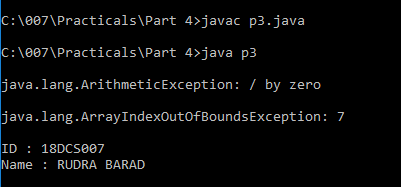 C:\007\Practicals\Part 4>javac p3.java
C:\007\Practicals\Part 4>java p3
java.lang.ArithmeticException: / by zero
java.lang.ArrayIndexOutOfBoundsException: 7
ID : 18DCS007
Name : RUDRA BARAD